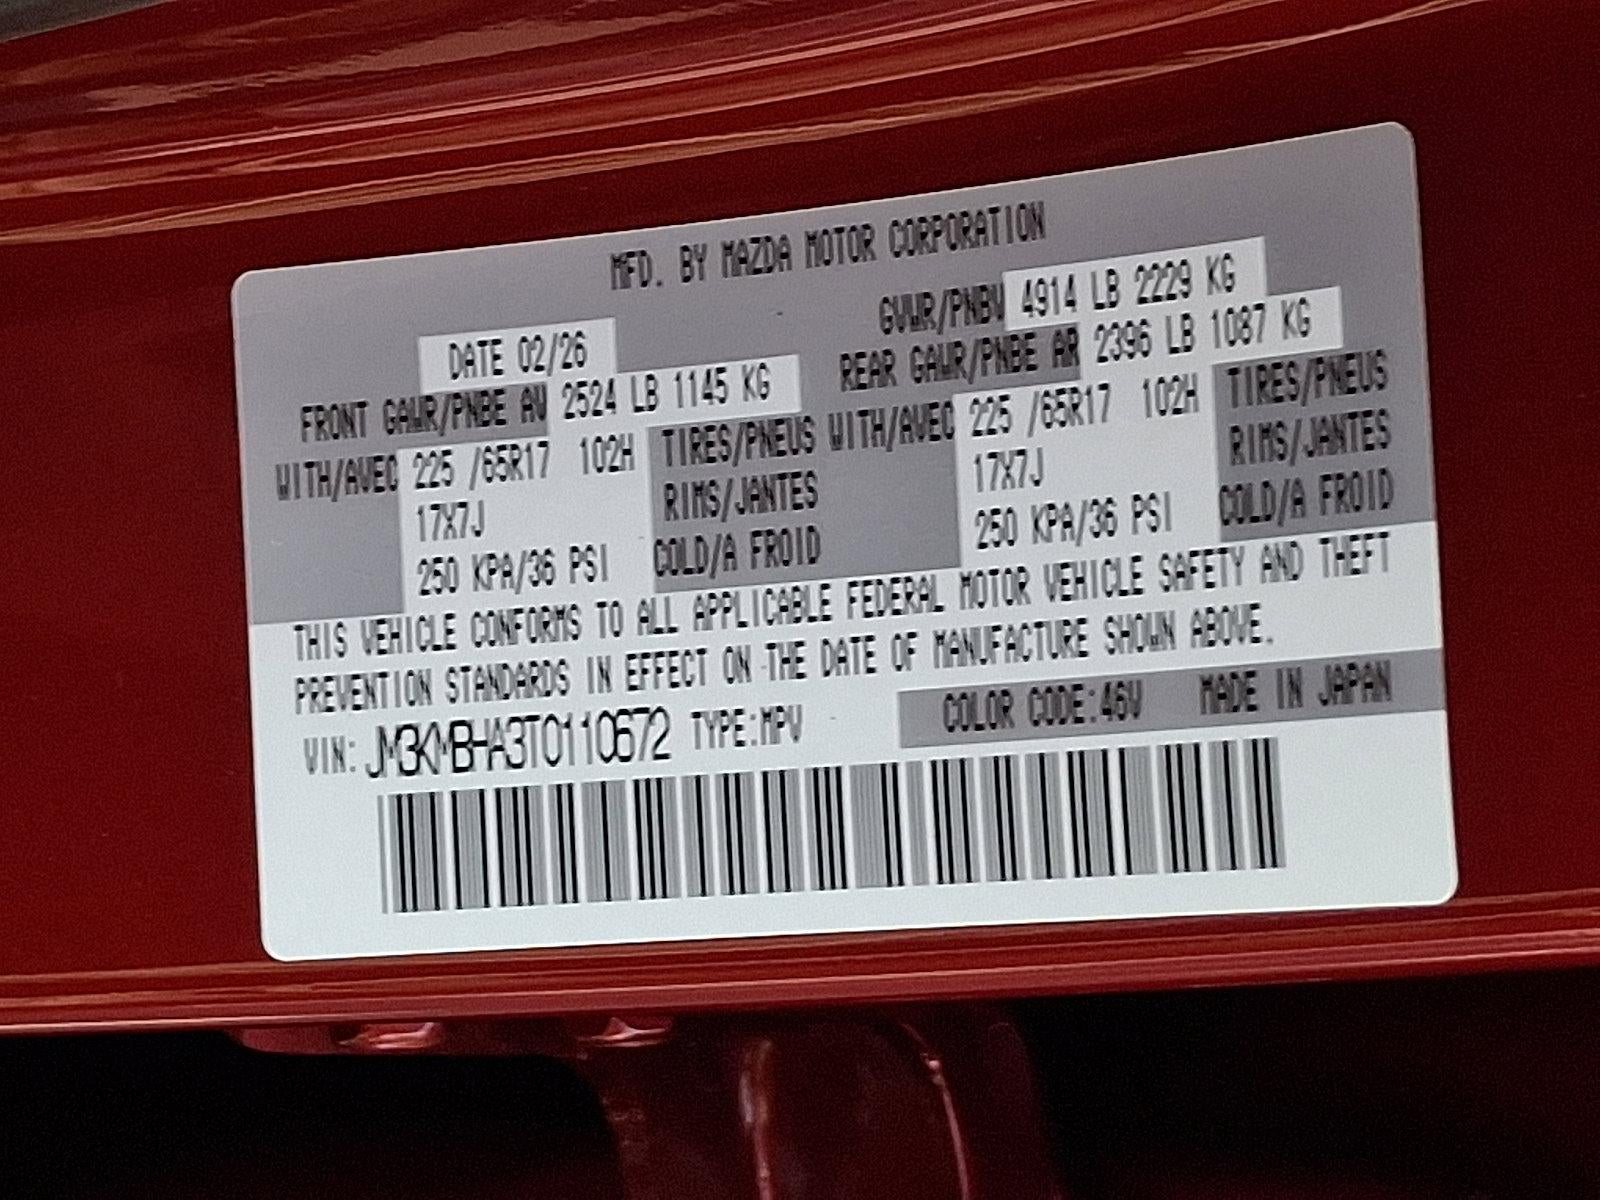 MFD. BY MAZDA MOTOR CORPORATION
DATE 02/26 GVWR/PNBV 4914 LB 2229 KG
FRONT GAWR/PNBE AV 2524 LB 1145 KG REAR GAWR/PNBE AR 2396 LB 1087 KG
WITH/AVEC 225 /65R17 102H TIRES/PNEUS WITH/AVEC 225 /65R17 102H TIRES/PNEUS
17X7J RIMS/JANTES 17X7J RIMS/JANTES
250 KPA/36 PSI COLD/A FROID 250 KPA/36 PSI COLD/A FROID
THIS VEHICLE CONFORMS TO ALL APPLICABLE FEDERAL MOTOR VEHICLE SAFETY AND THEFT
PREVENTION STANDARDS IN EFFECT ON THE DATE OF MANUFACTURE SHOWN ABOVE.
VIN: JM3KMBHA3T0110672 TYPE:MPV COLOR CODE:46V MADE IN JAPAN